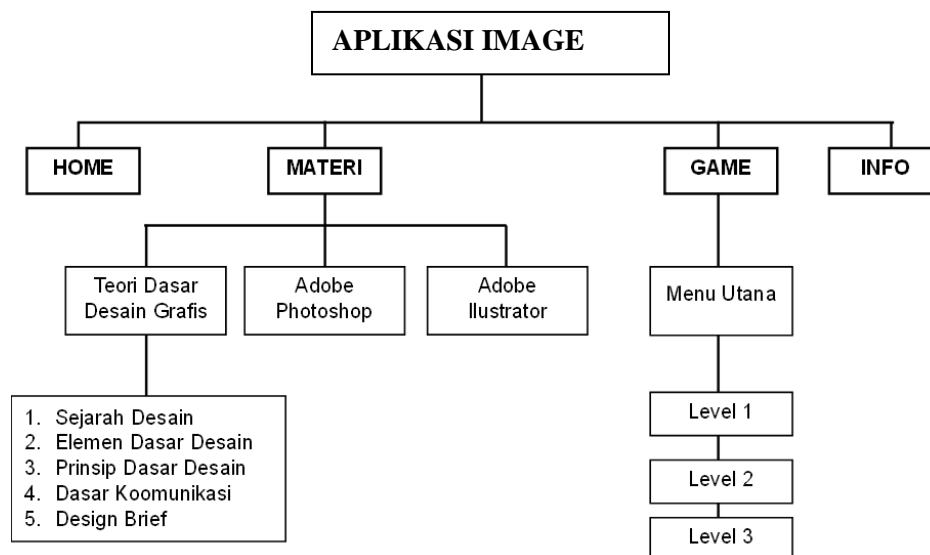 APLIKASI IMAGE
HOME
MATERI
GAME
INFO
Teori Dasar
Desain Grafis
Adobe
Photoshop
Adobe
Ilustrator
Menu Utana
1. Sejarah Desain
2. Elemen Dasar Desain
3. Prinsip Dasar Desain
4. Dasar Koomunikasi
5. Design Brief
Level 1
Level 2
Level 3